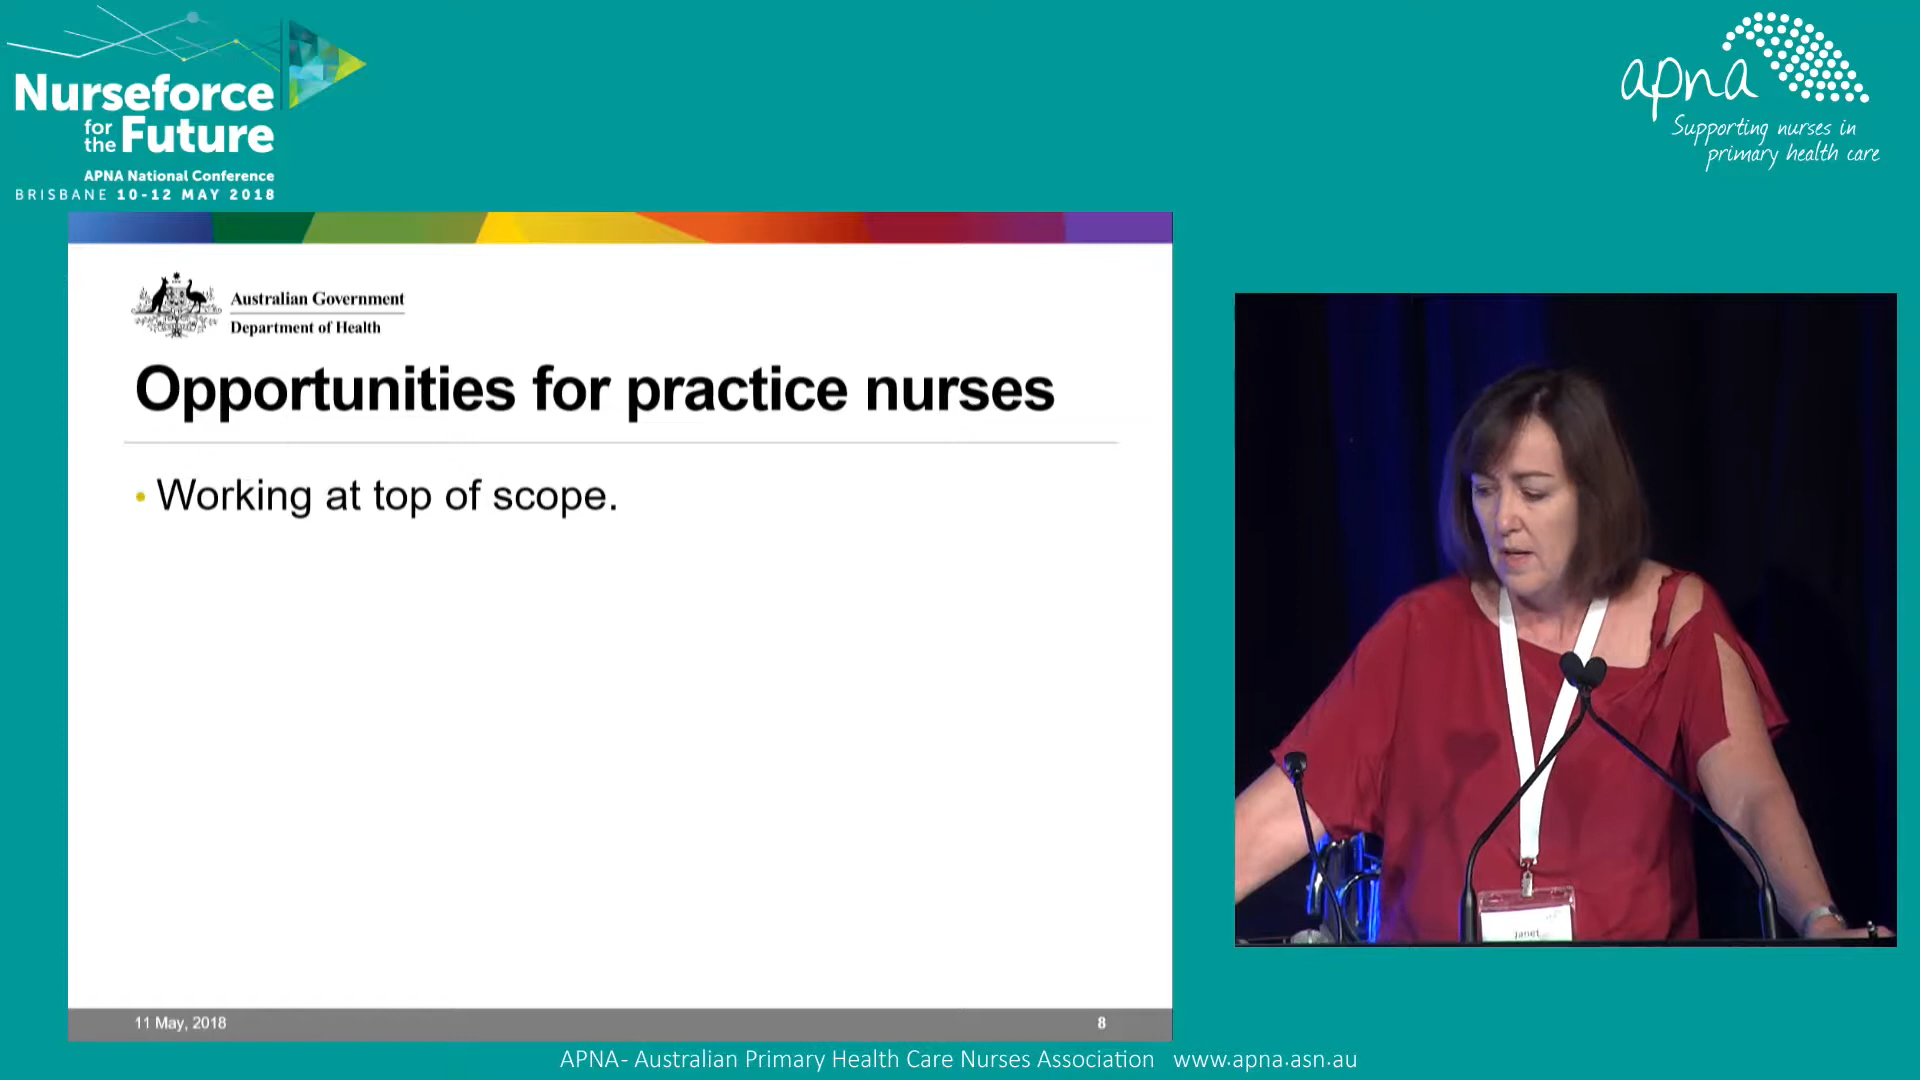 Nurseforce
for the Future
APNA National Conference
BRISBANE 10-12 MAY 2018
apna
Supporting nurses in
primary health care
Australian Government
Department of Health
Opportunities for practice nurses
• Working at top of scope.
11 May, 2018
8
Janet
APNA- Australian Primary Health Care Nurses Association www.apna.asn.au